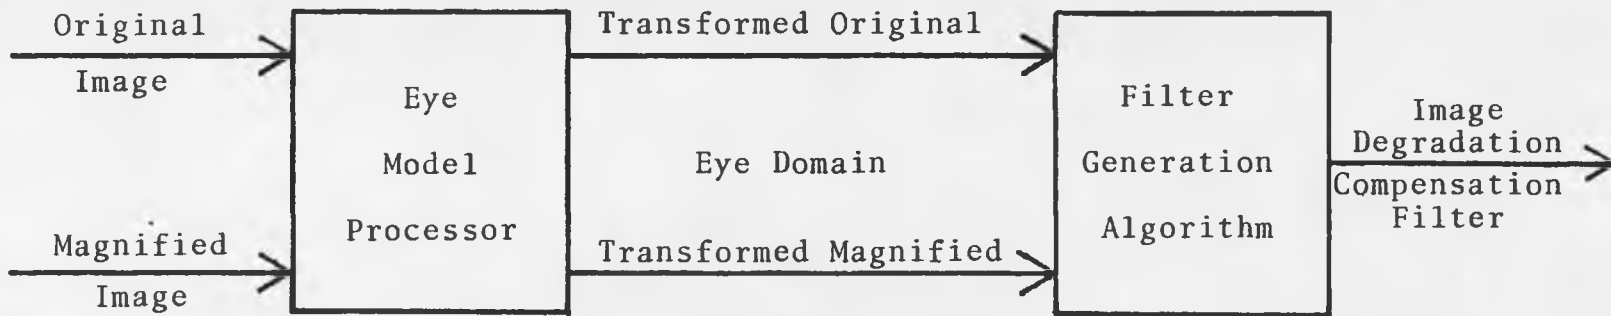 Original
Image
Magnified
Image
Eye
Model
Processor
Transformed Original
Eye Domain
Transformed Magnified
Filter
Generation
Algorithm
Image
Degradation
Compensation
Filter